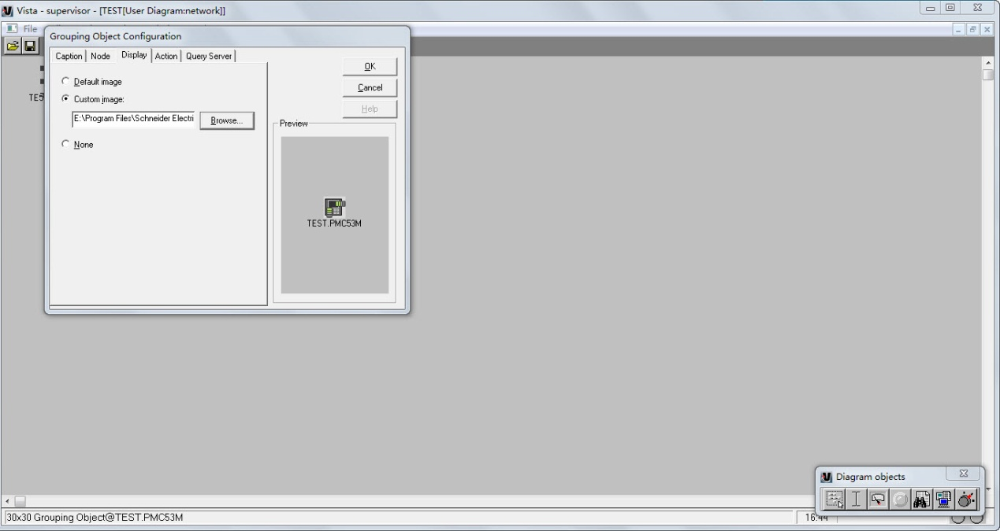 Vista - supervisor - [TEST[User Diagram:network]]
File
Grouping Object Configuration
Caption Node Display Action Query Server
Default image
Custom image:
E:\Program Files\Schneider Electri
Browse...
None
OK
Cancel
Help
Preview
TEST.PMC53M
Diagram objects
30x30 Grouping Object@TEST.PMC53M
16:44